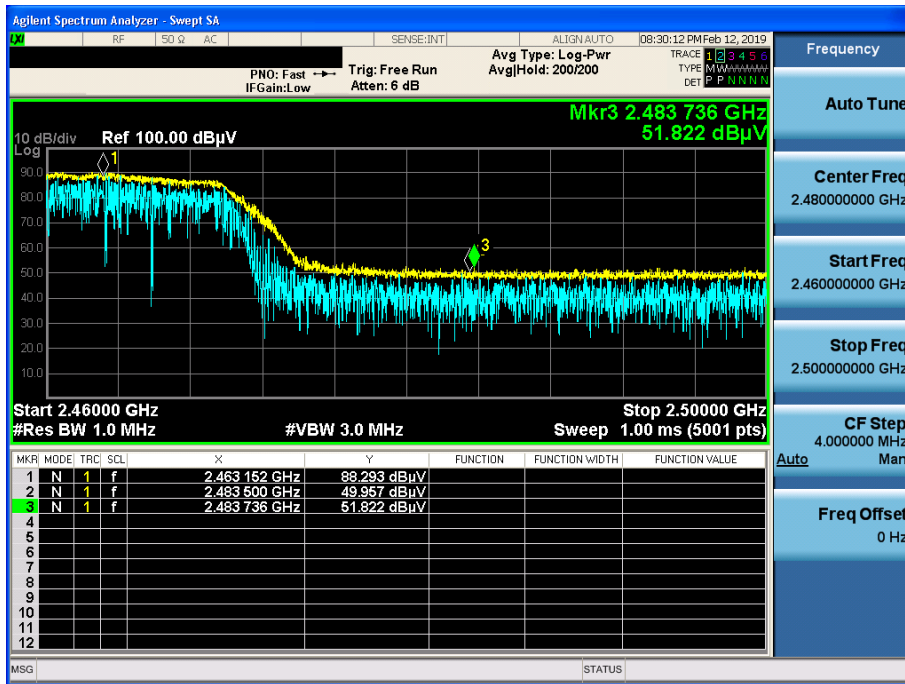 Agilent Spectrum Analyzer - Swept SA
LXI RF 50 Ω AC SENSE:INT ALIGN AUTO 08:30:12 PM Feb 12, 2019
Frequency
PNO: Fast Trig: Free Run Avg Type: Log-Pwr TRACE 1 2 3 4 5 6
IFGain:Low Atten: 6 dB Avg|Hold: 200/200 TYPE M W W W W W
DET P P N N N N
Auto Tune
Mkr3 2.483 736 GHz
10 dB/div Ref 100.00 dBµV 51.822 dBµV
Log
1
90.0
80.0
70.0
60.0
3
50.0
40.0
30.0
20.0
10.0
Center Freq
2.480000000 GHz
Start Freq
2.460000000 GHz
Stop Freq
2.500000000 GHz
Start 2.46000 GHz Stop 2.50000 GHz
#Res BW 1.0 MHz #VBW 3.0 MHz Sweep 1.00 ms (5001 pts)
CF Step
4.000000 MHz
Auto Man
MKR MODE TRC SCL X Y FUNCTION FUNCTION WIDTH FUNCTION VALUE
1 N 1 f 2.463 152 GHz 88.293 dBµV
2 N 1 f 2.483 500 GHz 49.957 dBµV
3 N 1 f 2.483 736 GHz 51.822 dBµV
4
5
6
7
8
9
10
11
12
Freq Offset
0 Hz
MSG STATUS